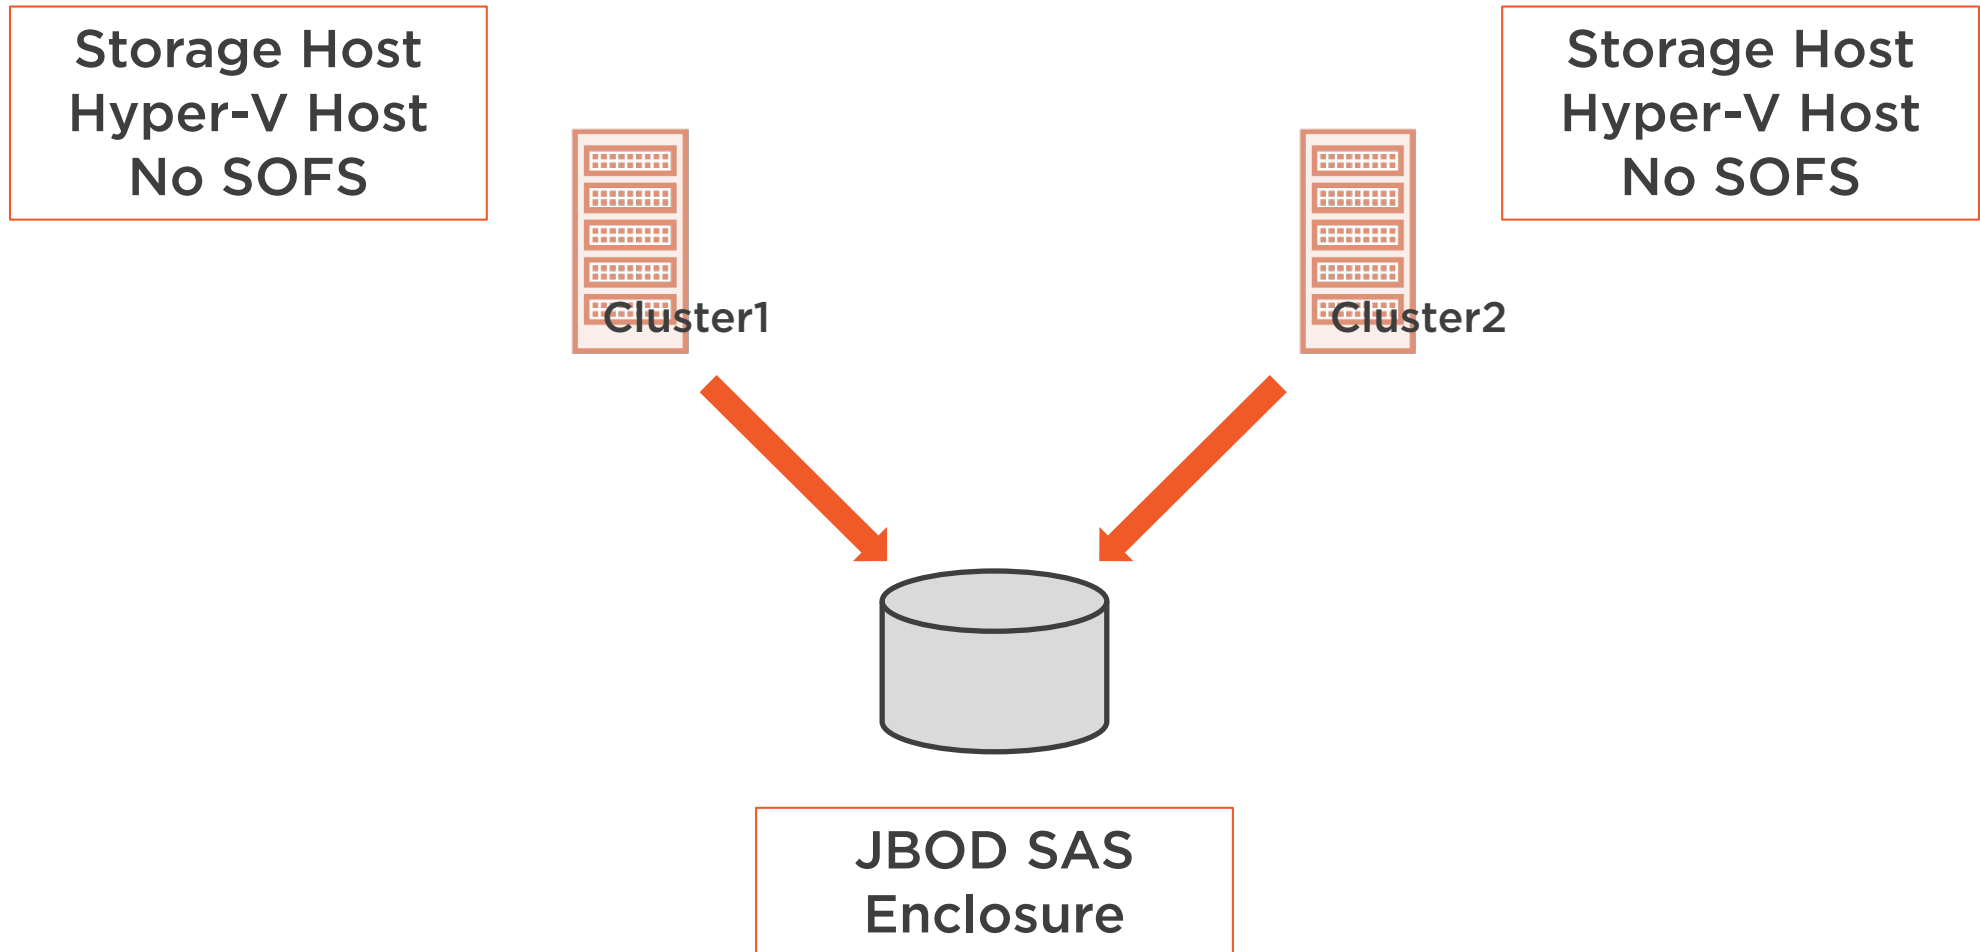 Storage Host
Hyper-V Host
No SOFS
Storage Host
Hyper-V Host
No SOFS
Cluster1
Cluster2
JBOD SAS
Enclosure